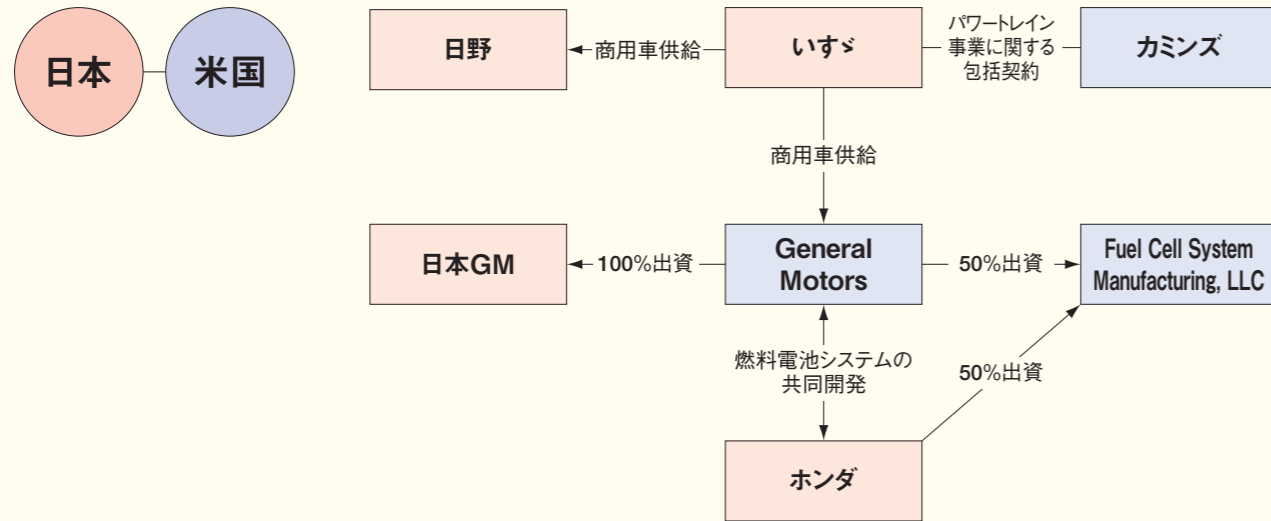 日本
米国
日野
商用車供給
いすゞ
パワートレイン
事業に関する
包括契約
カミンズ
商用車供給
日本GM
100%出資
General
Motors
50%出資
Fuel Cell System
Manufacturing, LLC
燃料電池システムの
共同開発
50%出資
ホンダ